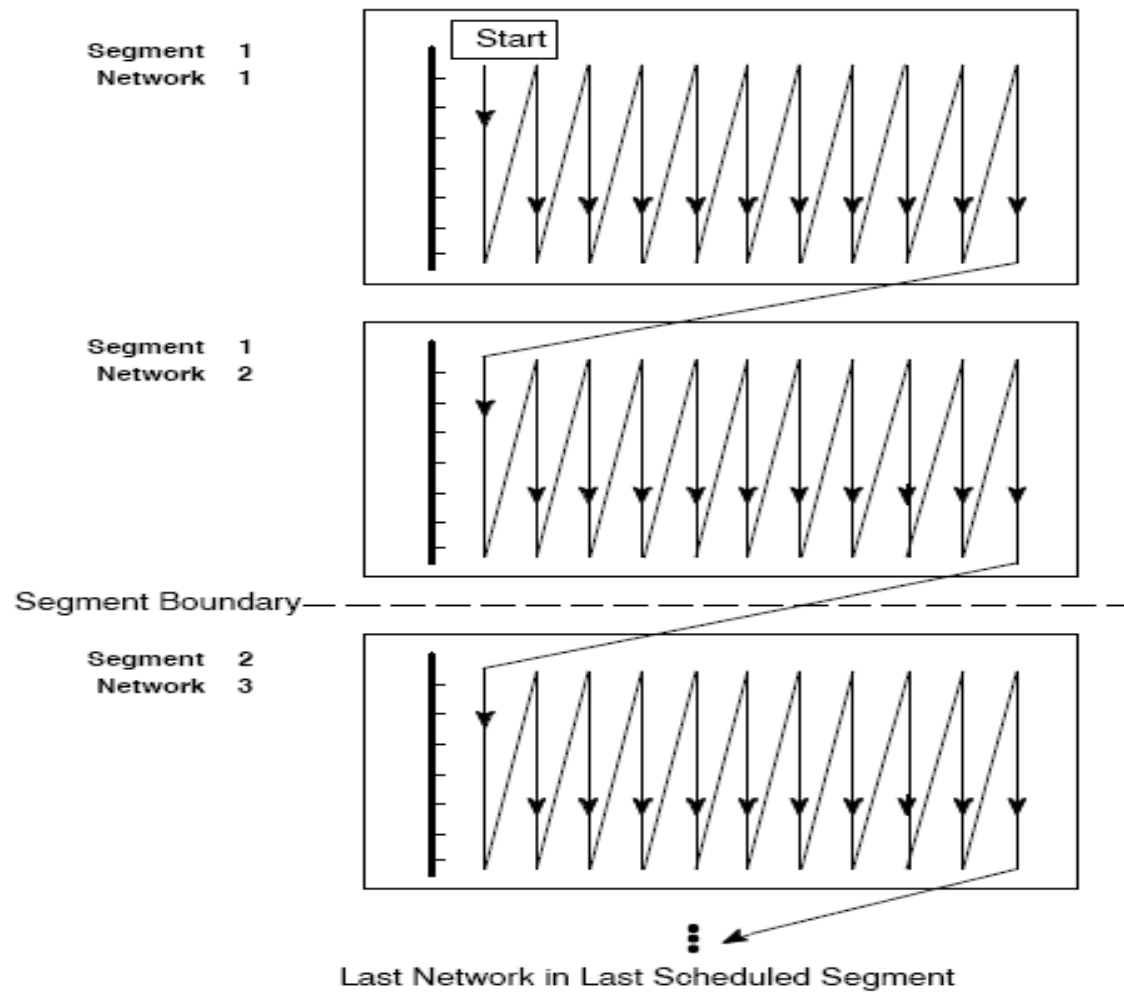 Start
Segment 1
Network 1
Segment 1
Network 2
Segment Boundary
Segment 2
Network 3
Last Network in Last Scheduled Segment